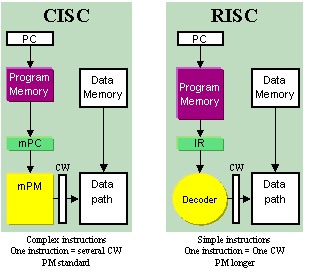 CISC
PC
Program
Memory
Data
Memory
mPC
CW
mPM
Data
path
Complex instructions
One instruction = several CW
PM standard
RISC
PC
Program
Memory
Data
Memory
IR
CW
Decoder
Data
path
Simple instructions
One instruction = One CW
PM longer